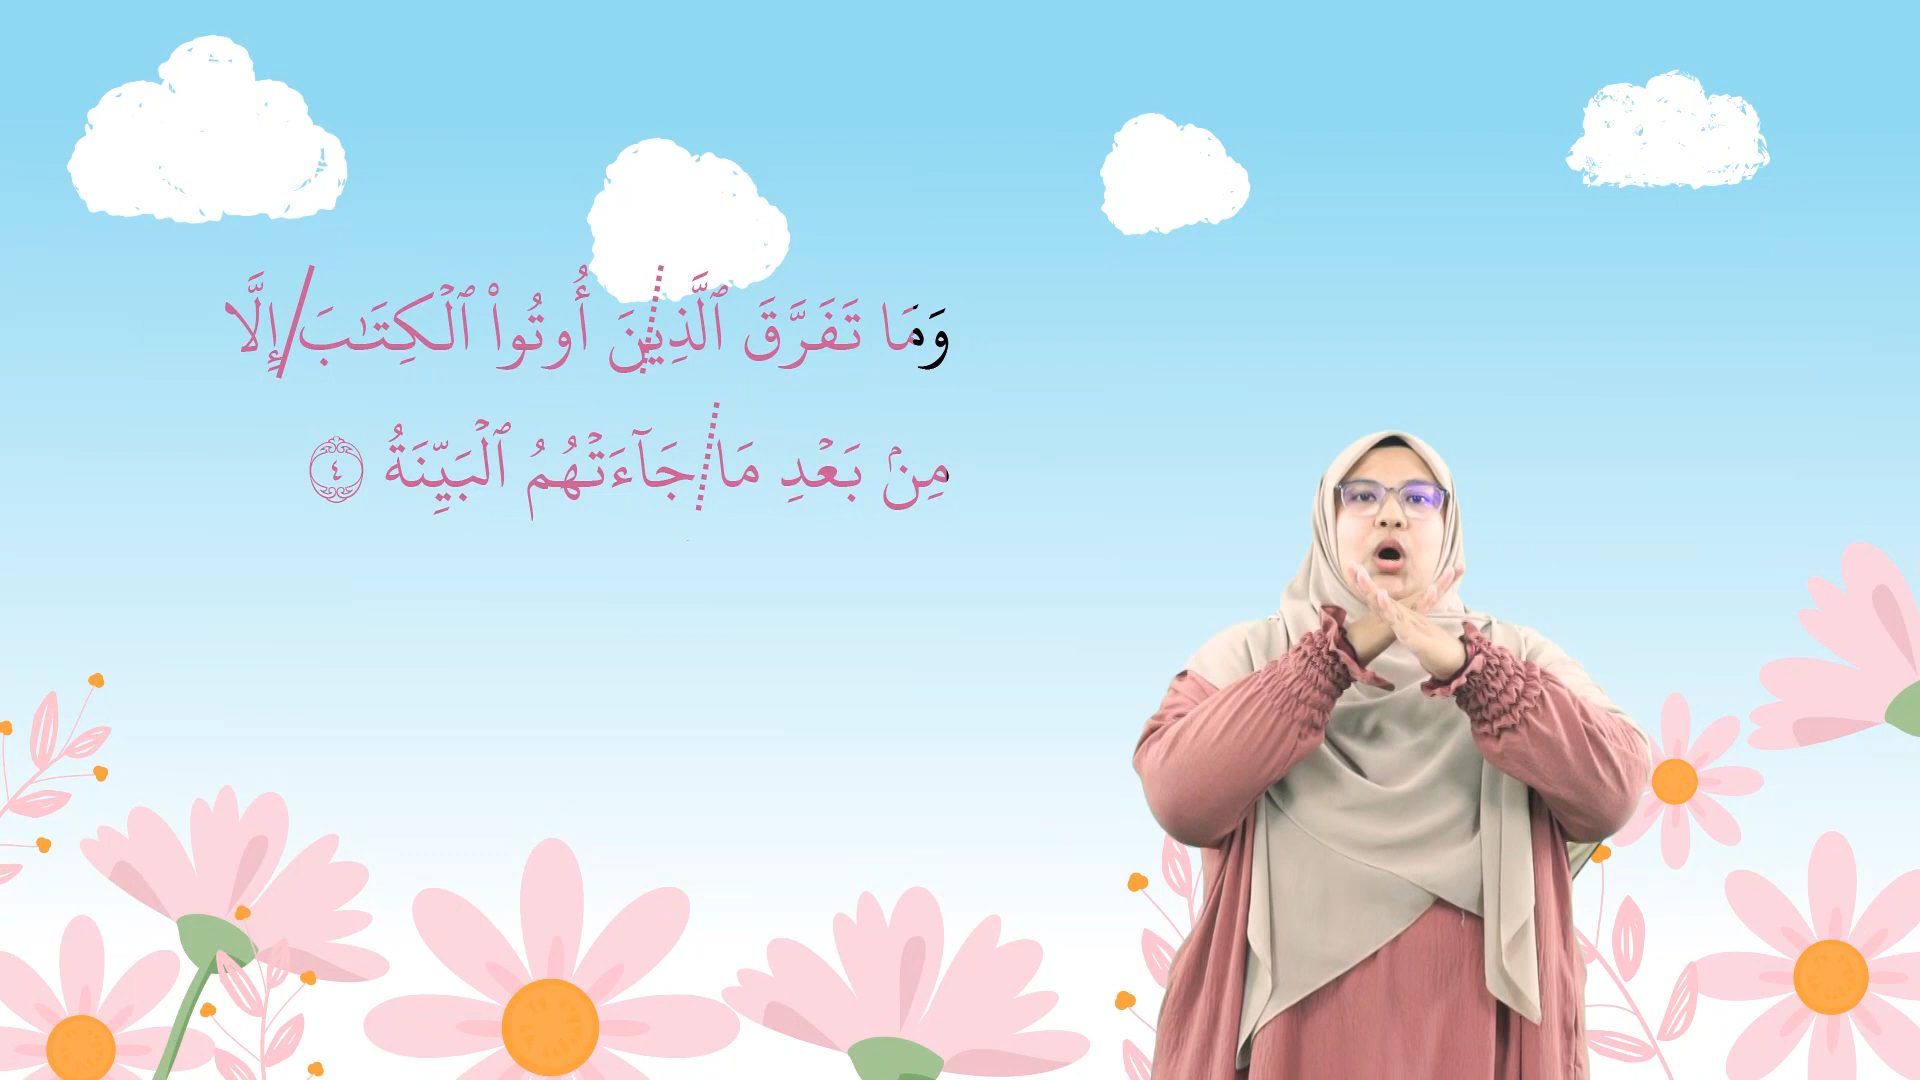 وَمَا تَفَرَّقَ ٱلَّذِينَ أُوتُوا۟ ٱلْكِتَـٰبَ إِلَّا
مِنۢ بَعْدِ مَا جَآءَتْهُمُ ٱلْبَيِّنَةُ ٤